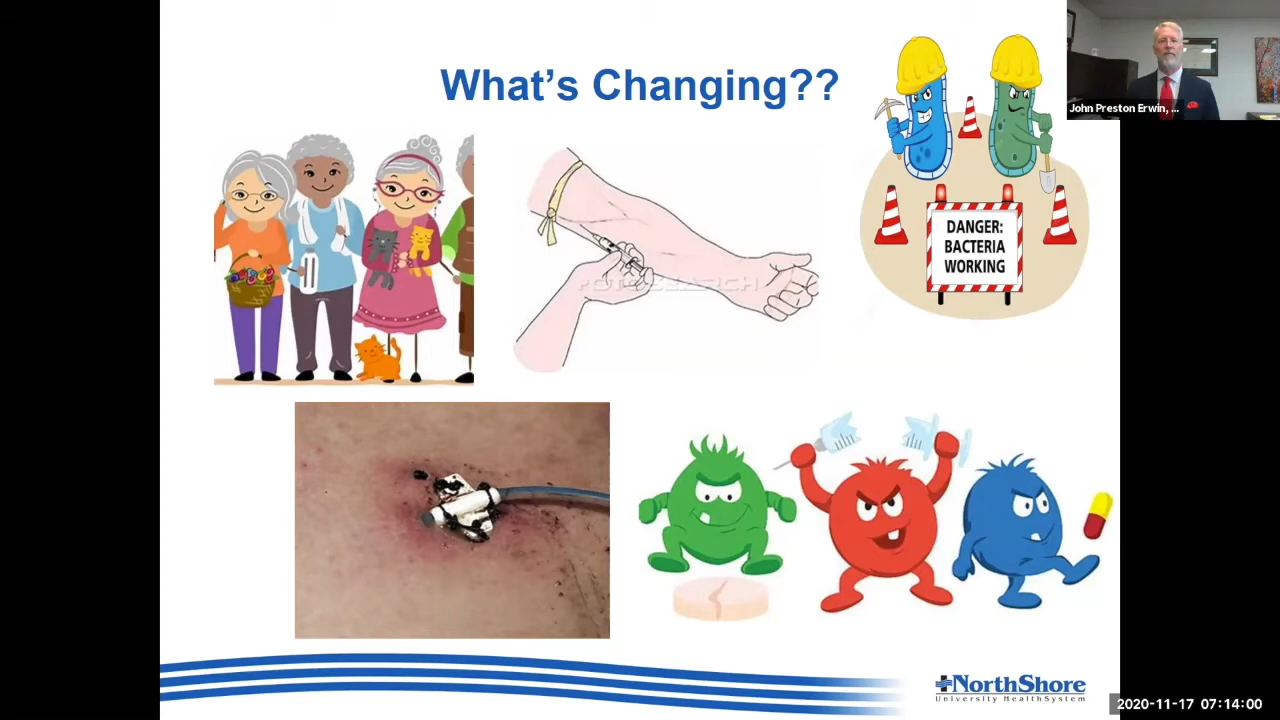 What's Changing??
John Preston Erwin, ...
DANGER:
BACTERIA
WORKING
NorthShore
University HealthSystem
2020-11-17 07:14:00